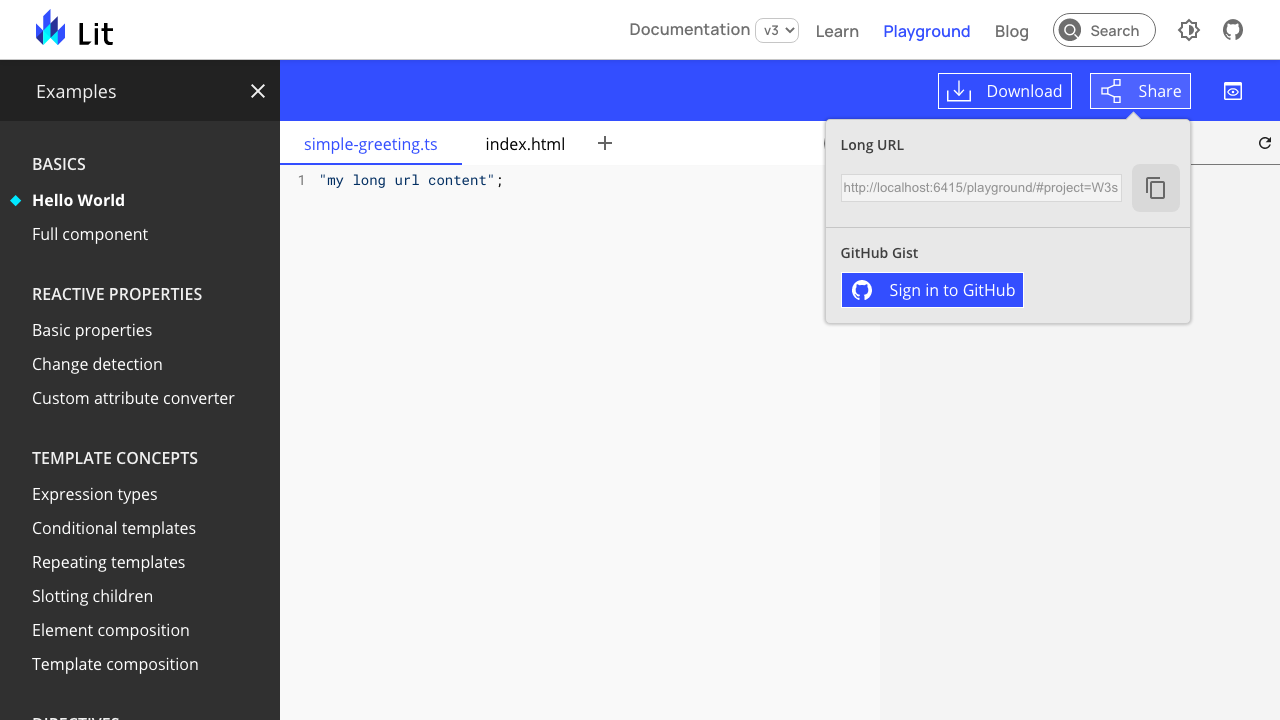 Lit
Documentation v3 Learn Playground Blog Search
Examples
Download Share
simple-greeting.ts index.html
Long URL
1 "my long url content";
http://localhost:6415/playground/#project=W3s
GitHub Gist
Sign in to GitHub
BASICS
Hello World
Full component
REACTIVE PROPERTIES
Basic properties
Change detection
Custom attribute converter
TEMPLATE CONCEPTS
Expression types
Conditional templates
Repeating templates
Slotting children
Element composition
Template composition
DIRECTIVES